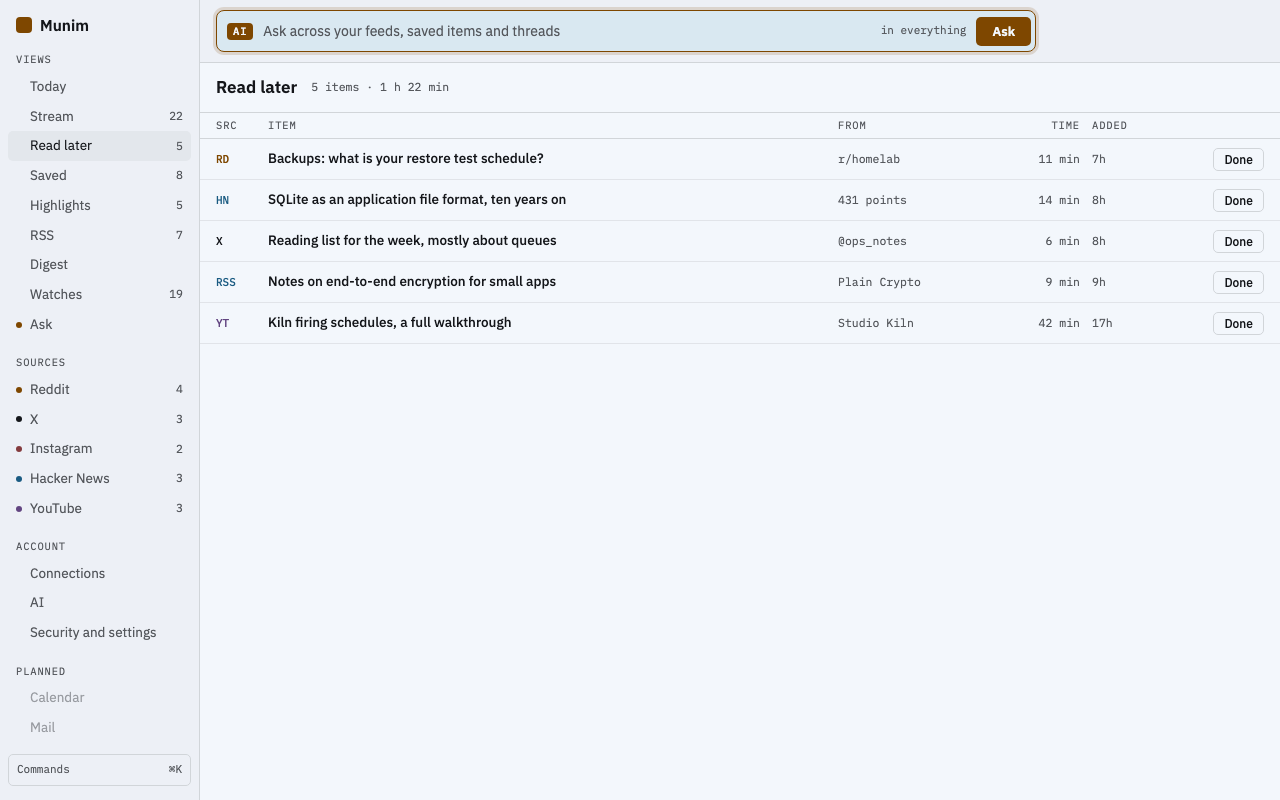 Munim
VIEWS
Today
Stream 22
Read later 5
Saved 8
Highlights 5
RSS 7
Digest
Watches 19
Ask
SOURCES
Reddit 4
X 3
Instagram 2
Hacker News 3
YouTube 3
ACCOUNT
Connections
AI
Security and settings
PLANNED
Calendar
Mail
Commands ⌘K
AI Ask across your feeds, saved items and threads in everything Ask
Read later 5 items · 1 h 22 min
SRC ITEM FROM TIME ADDED
RD Backups: what is your restore test schedule? r/homelab 11 min 7h Done
HN SQLite as an application file format, ten years on 431 points 14 min 8h Done
X Reading list for the week, mostly about queues @ops_notes 6 min 8h Done
RSS Notes on end-to-end encryption for small apps Plain Crypto 9 min 9h Done
YT Kiln firing schedules, a full walkthrough Studio Kiln 42 min 17h Done